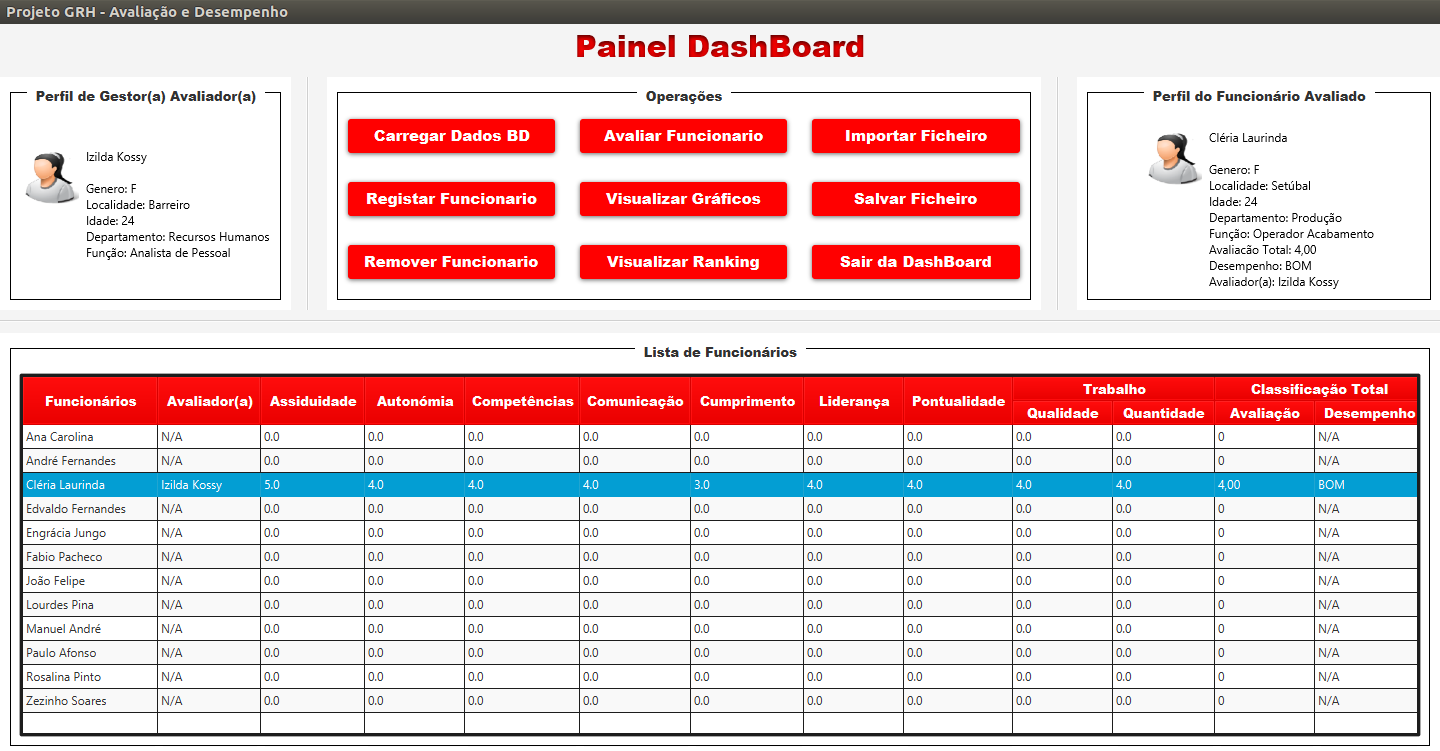 Projeto GRH - Avaliação e Desempenho
Painel DashBoard
Perfil de Gestor(a) Avaliador(a)
Izilda Kossy
Genero: F
Localidade: Barreiro
Idade: 24
Departamento: Recursos Humanos
Função: Analista de Pessoal
Operações
Carregar Dados BD Avaliar Funcionario Importar Ficheiro
Registar Funcionario Visualizar Gráficos Salvar Ficheiro
Remover Funcionario Visualizar Ranking Sair da DashBoard
Perfil do Funcionário Avaliado
Cléria Laurinda
Genero: F
Localidade: Setúbal
Idade: 24
Departamento: Produção
Função: Operador Acabamento
Avaliacão Total: 4,00
Desempenho: BOM
Avaliador(a): Izilda Kossy
Lista de Funcionários
Funcionários Avaliador(a) Assiduidade Autonómia Competências Comunicação Cumprimento Liderança Pontualidade Trabalho Classificação Total
Qualidade Quantidade Avaliação Desempenho
Ana Carolina N/A 0.0 0.0 0.0 0.0 0.0 0.0 0.0 0.0 0.0 0 N/A
André Fernandes N/A 0.0 0.0 0.0 0.0 0.0 0.0 0.0 0.0 0.0 0 N/A
Cléria Laurinda Izilda Kossy 5.0 4.0 4.0 4.0 3.0 4.0 4.0 4.0 4.0 4,00 BOM
Edvaldo Fernandes N/A 0.0 0.0 0.0 0.0 0.0 0.0 0.0 0.0 0.0 0 N/A
Engrácia Jungo N/A 0.0 0.0 0.0 0.0 0.0 0.0 0.0 0.0 0.0 0 N/A
Fabio Pacheco N/A 0.0 0.0 0.0 0.0 0.0 0.0 0.0 0.0 0.0 0 N/A
João Felipe N/A 0.0 0.0 0.0 0.0 0.0 0.0 0.0 0.0 0.0 0 N/A
Lourdes Pina N/A 0.0 0.0 0.0 0.0 0.0 0.0 0.0 0.0 0.0 0 N/A
Manuel André N/A 0.0 0.0 0.0 0.0 0.0 0.0 0.0 0.0 0.0 0 N/A
Paulo Afonso N/A 0.0 0.0 0.0 0.0 0.0 0.0 0.0 0.0 0.0 0 N/A
Rosalina Pinto N/A 0.0 0.0 0.0 0.0 0.0 0.0 0.0 0.0 0.0 0 N/A
Zezinho Soares N/A 0.0 0.0 0.0 0.0 0.0 0.0 0.0 0.0 0.0 0 N/A